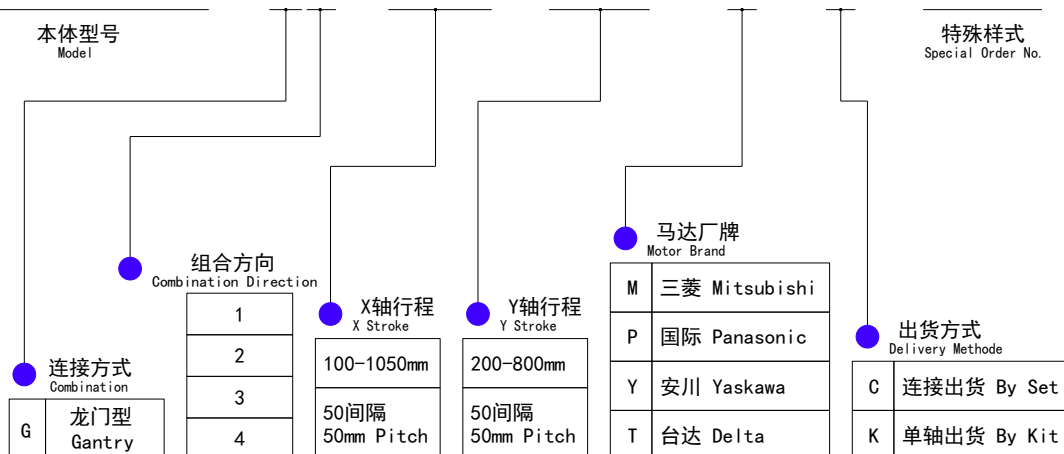 本体型号
Model
特殊样式
Special Order No.
马达厂牌
Motor Brand
M 三菱 Mitsubishi
P 国际 Panasonic
Y 安川 Yaskawa
T 台达 Delta
组合方向
Combination Direction
1
2
3
4
X轴行程
X Stroke
100-1050mm
50间隔
50mm Pitch
Y轴行程
Y Stroke
200-800mm
50间隔
50mm Pitch
出货方式
Delivery Methode
C 连接出货 By Set
K 单轴出货 By Kit
连接方式
Combination
G 龙门型
Gantry